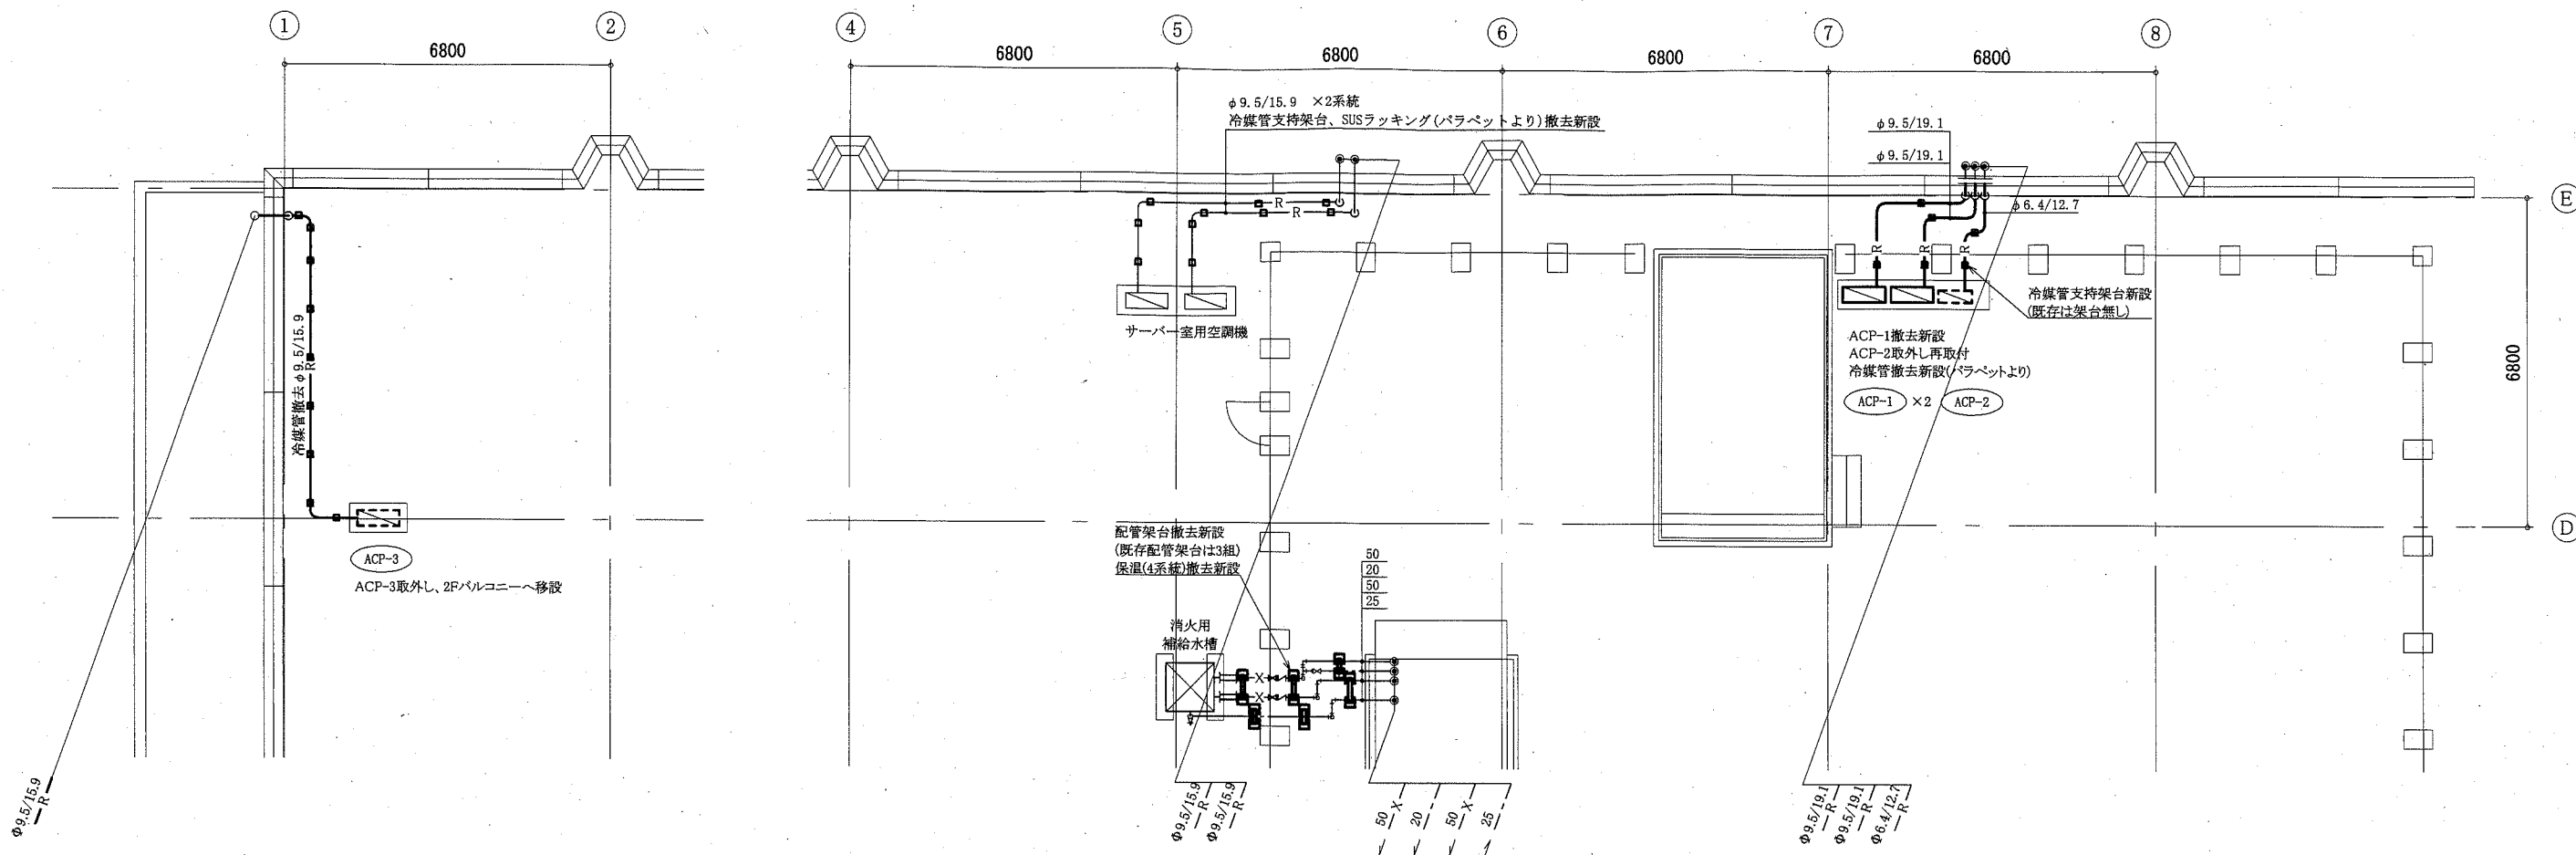 1
2
4
5
6
7
8
6800
6800
6800
6800
6800
φ9.5/15.9 ×2系統
冷媒管支持架台、SUSラッキング(パラペットより)撤去新設
φ9.5/19.1
φ9.5/19.1
φ6.4/12.7
E
R
R
R
R
R
冷媒管撤去φ9.5/15.9
R
サーバー室用空調機
冷媒管支持架台新設
(既存は架台無し)
ACP-1撤去新設
ACP-2取外し再取付
冷媒管撤去新設(パラペットより)
ACP-1 ×2 ACP-2
6800
D
ACP-3
ACP-3取外し、2Fバルコニーへ移設
配管架台撤去新設
(既存配管架台は3組)
保温(4系統)撤去新設
50
20
50
25
消火用
補給水槽
X
X
Φ9.5/15.9
R
Φ9.5/15.9
R
Φ9.5/15.9
R
50
X
20
50
X
25
Φ9.5/19.1
R
Φ9.5/19.1
R
Φ6.4/12.7
R